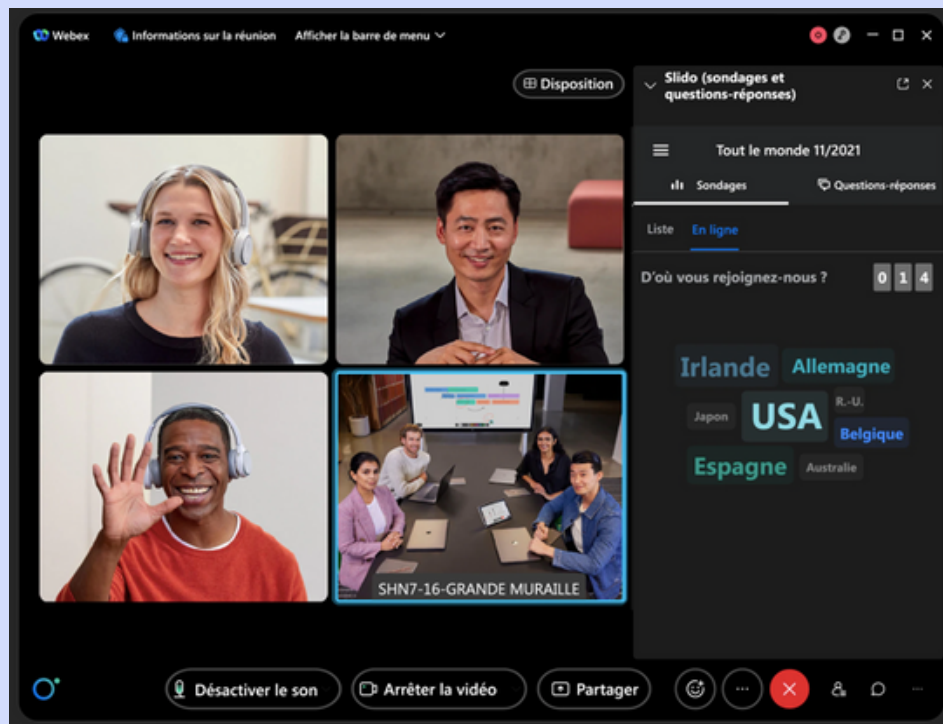 Webex
Informations sur la réunion
Afficher la barre de menu
Disposition
SHN7-16-GRANDE MURAILLE
Slido (sondages et
questions-réponses)
Tout le monde 11/2021
Sondages
Questions-réponses
Liste
En ligne
D'où vous rejoignez-nous ?
0 1 4
Irlande
Allemagne
Japon
USA
R.-U.
Belgique
Espagne
Australie
Désactiver le son
Arrêter la vidéo
Partager